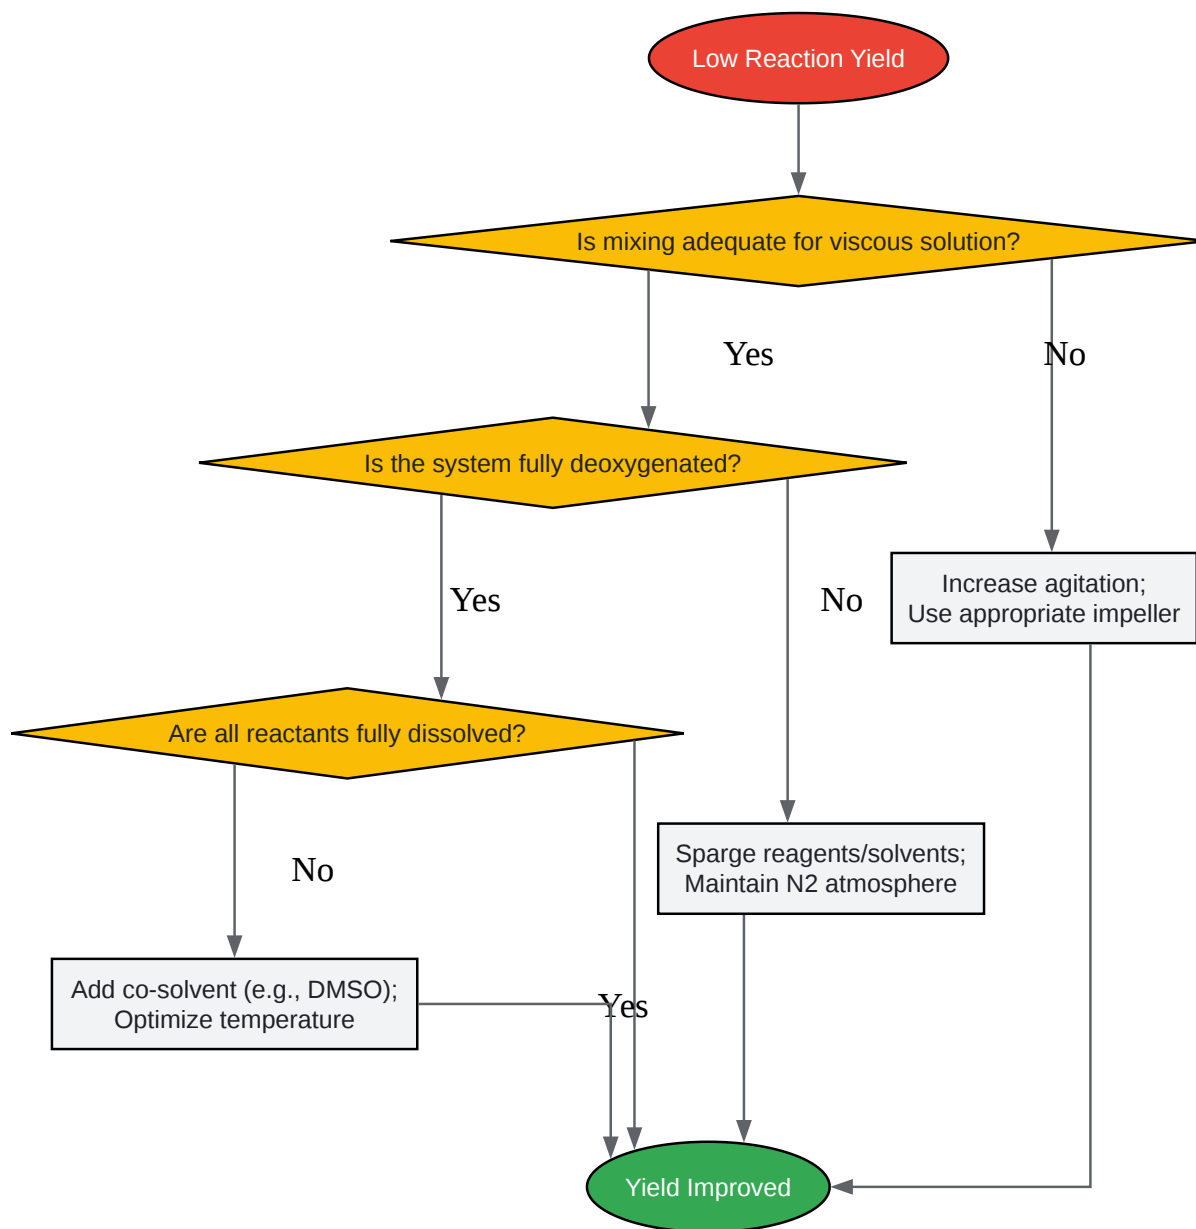 Low Reaction Yield
Is mixing adequate for viscous solution?
Yes
No
Is the system fully deoxygenated?
Yes
No
Increase agitation;
Use appropriate impeller
Are all reactants fully dissolved?
No
Sparge reagents/solvents;
Maintain N2 atmosphere
Add co-solvent (e.g., DMSO);
Optimize temperature
Yes
Yield Improved